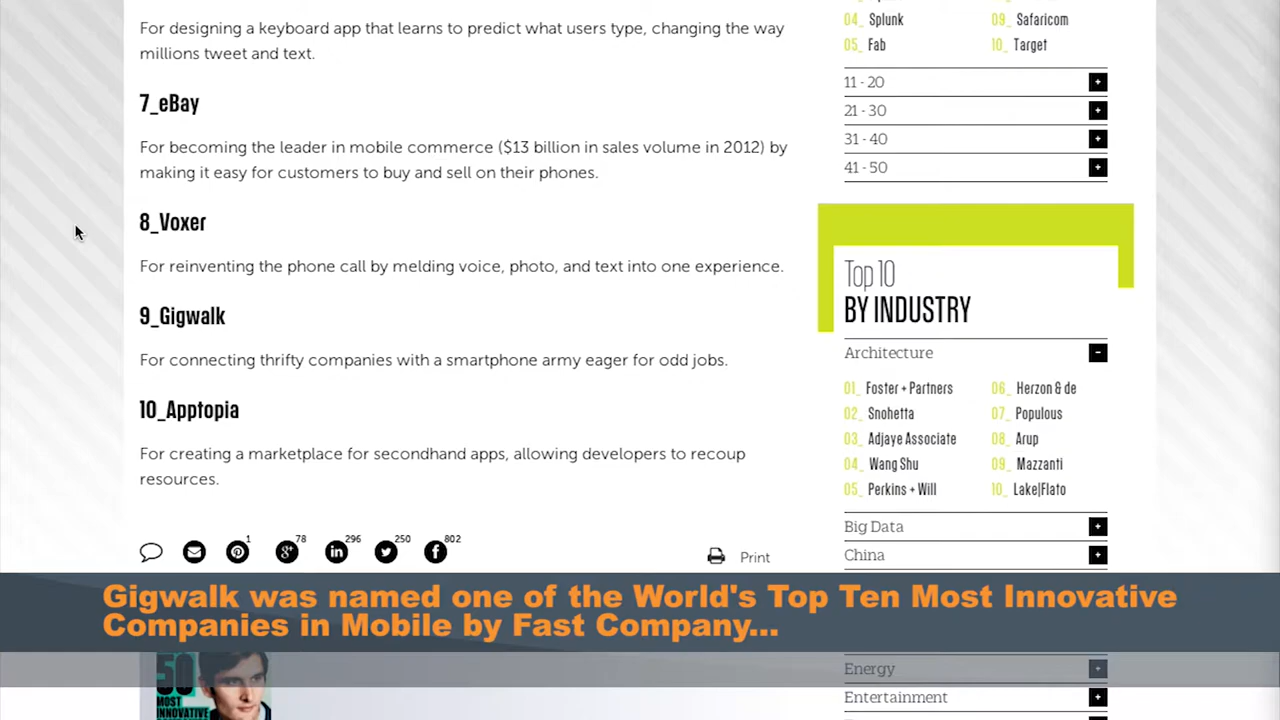 For designing a keyboard app that learns to predict what users type, changing the way
millions tweet and text.
7_eBay
For becoming the leader in mobile commerce ($13 billion in sales volume in 2012) by
making it easy for customers to buy and sell on their phones.
8_Voxer
For reinventing the phone call by melding voice, photo, and text into one experience.
9_Gigwalk
For connecting thrifty companies with a smartphone army eager for odd jobs.
10_Apptopia
For creating a marketplace for secondhand apps, allowing developers to recoup
resources.
1
78
296
250
802
Print
04_ Splunk
09_ Safaricom
05_ Fab
10_ Target
11 - 20
21 - 30
31 - 40
41 - 50
Top 10
BY INDUSTRY
Architecture
01_ Foster + Partners
06_ Herzon & de
02_ Snohetta
07_ Populous
03_ Adjaye Associate
08_ Arup
04_ Wang Shu
09_ Mazzanti
05_ Perkins + Will
10_ Lake|Flato
Big Data
China
Gigwalk was named one of the World's Top Ten Most Innovative
Companies in Mobile by Fast Company...
Energy
Entertainment
50
MOST
INNOVATIVE